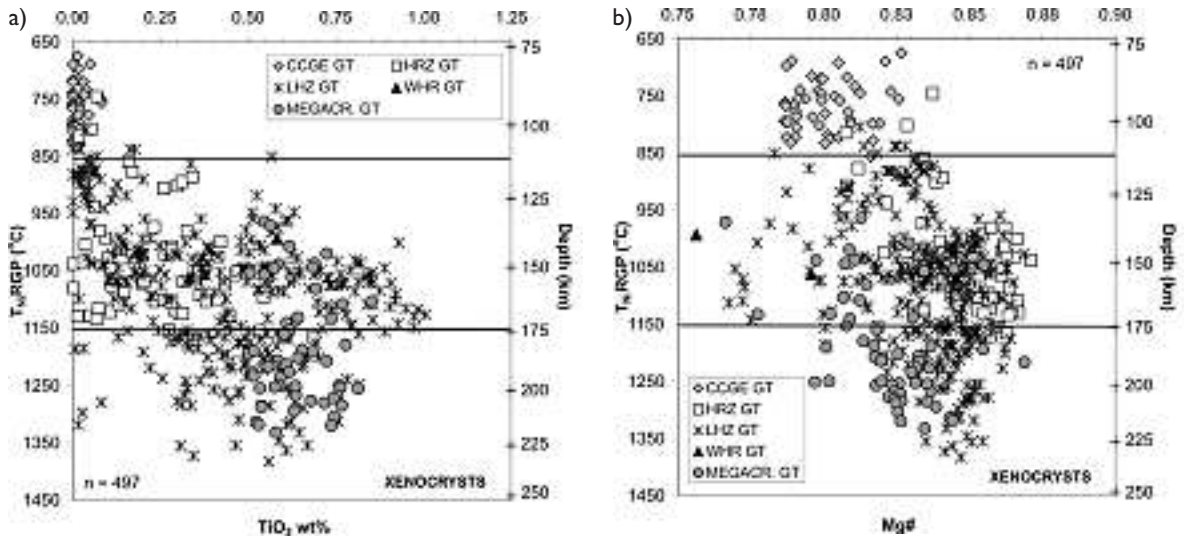 a)
0.00 0.25 0.50 0.75 1.00 1.25
650
750
850
950
1050
1150
1250
1350
1450
75
100
125
150
175
200
225
250
CCGE GT HRZ GT
LHZ GT WHR GT
MEGACR. GT
n = 497
XENOCRYSTS
TNi RGP (°C)
Depth (km)
TiO2 wt%
b)
0.75 0.78 0.80 0.83 0.85 0.88 0.90
650
750
850
950
1050
1150
1250
1350
1450
75
100
125
150
175
200
225
250
n = 497
CCGE GT
HRZ GT
LHZ GT
WHR GT
MEGACR. GT
XENOCRYSTS
TNi RGP (°C)
Depth (km)
Mg#